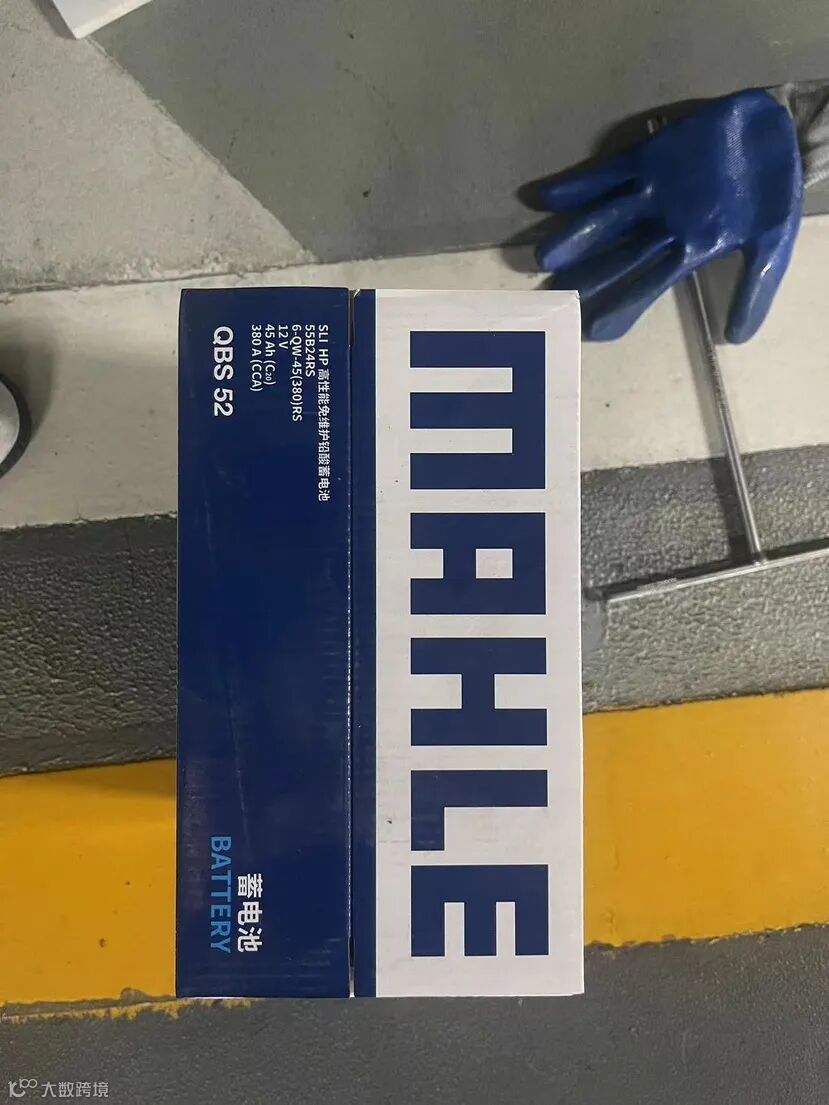 MAHLE
SLI HP 高性能免维护铅酸蓄电池
55B24RS
6-QW-45(380)RS
12 V
45 Ah (C₂₀)
380 A (CCA)
QBS 52
蓄电池
BATTERY
大数跨境